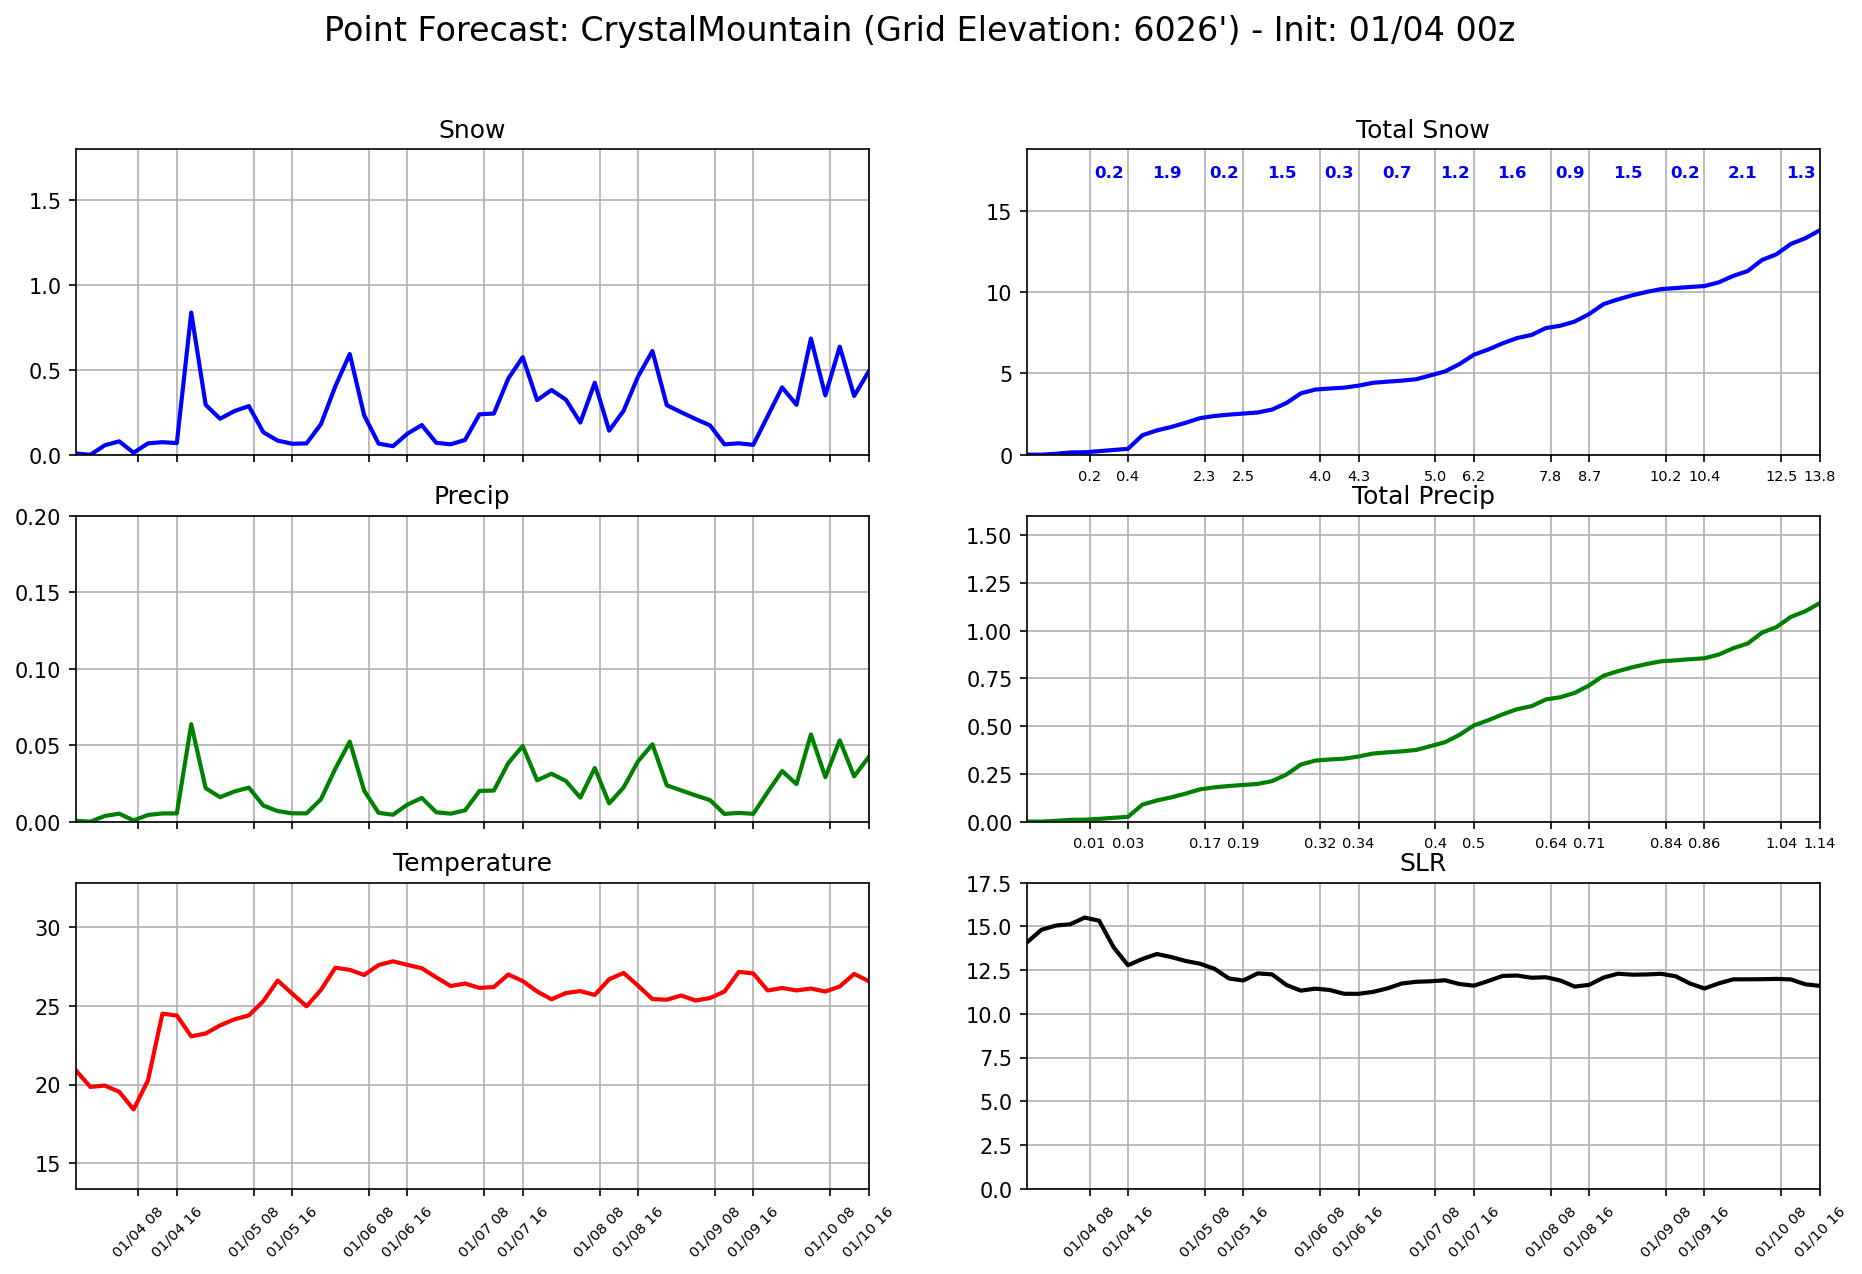 Point Forecast: CrystalMountain (Grid Elevation: 6026') - Init: 01/04 00z
Snow
1.5
1.0
0.5
0.0
Total Snow
0.2 1.9 0.2 1.5 0.3 0.7 1.2 1.6 0.9 1.5 0.2 2.1 1.3
15
10
5
0
0.2 0.4 2.3 2.5 4.0 4.3 5.0 6.2 7.8 8.7 10.2 10.4 12.5 13.8
Precip
0.20
0.15
0.10
0.05
0.00
Total Precip
1.50
1.25
1.00
0.75
0.50
0.25
0.00
0.01 0.03 0.17 0.19 0.32 0.34 0.4 0.5 0.64 0.71 0.84 0.86 1.04 1.14
Temperature
30
25
20
15
01/04 08 01/04 16 01/05 08 01/05 16 01/06 08 01/06 16 01/07 08 01/07 16 01/08 08 01/08 16 01/09 08 01/09 16 01/10 08 01/10 16
SLR
17.5
15.0
12.5
10.0
7.5
5.0
2.5
0.0
01/04 08 01/04 16 01/05 08 01/05 16 01/06 08 01/06 16 01/07 08 01/07 16 01/08 08 01/08 16 01/09 08 01/09 16 01/10 08 01/10 16